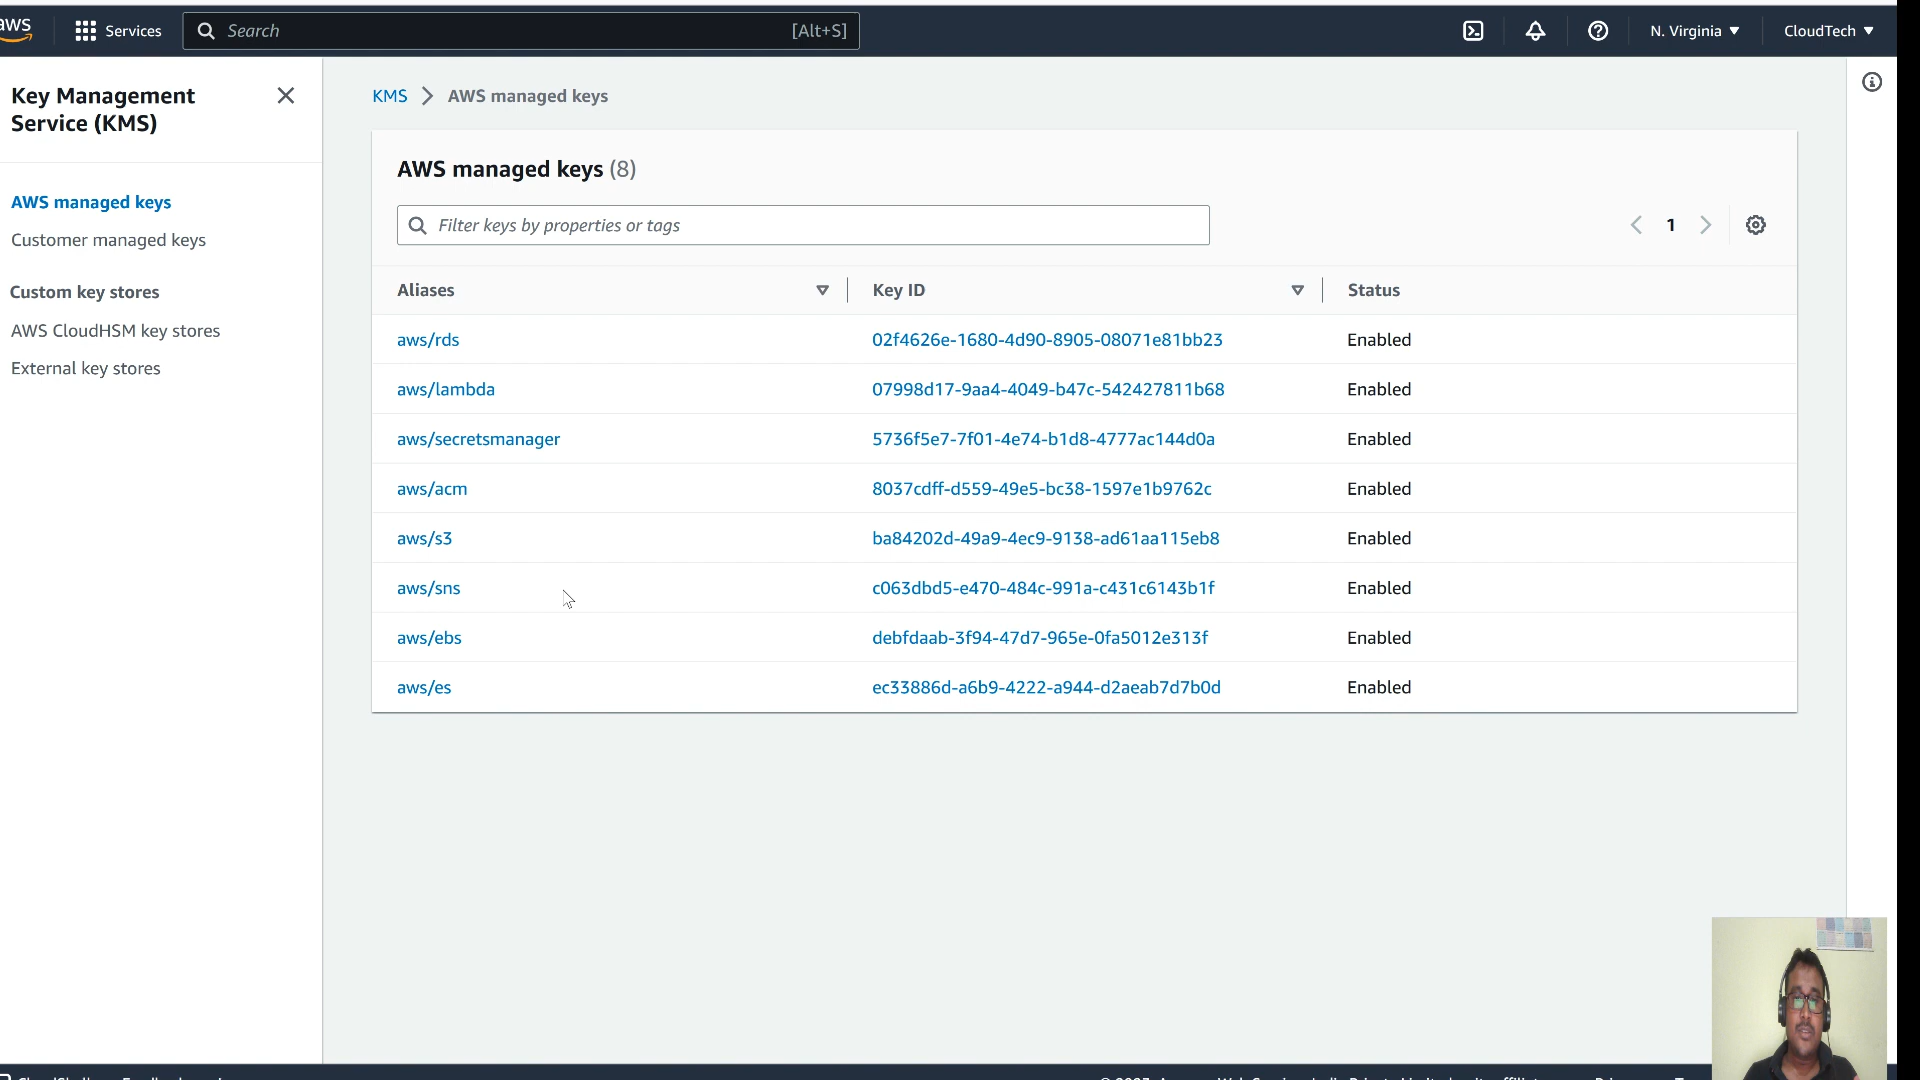 aws
Services
Search
[Alt+S]
N. Virginia
CloudTech
Key Management
Service (KMS)
AWS managed keys
Customer managed keys
Custom key stores
AWS CloudHSM key stores
External key stores
KMS
AWS managed keys
AWS managed keys (8)
Filter keys by properties or tags
1
Aliases Key ID Status
aws/rds 02f4626e-1680-4d90-8905-08071e81bb23 Enabled
aws/lambda 07998d17-9aa4-4049-b47c-542427811b68 Enabled
aws/secretsmanager 5736f5e7-7f01-4e74-b1d8-4777ac144d0a Enabled
aws/acm 8037cdff-d559-49e5-bc38-1597e1b9762c Enabled
aws/s3 ba84202d-49a9-4ec9-9138-ad61aa115eb8 Enabled
aws/sns c063dbd5-e470-484c-991a-c431c6143b1f Enabled
aws/ebs debfdaab-3f94-47d7-965e-0fa5012e313f Enabled
aws/es ec33886d-a6b9-4222-a944-d2aeab7d7b0d Enabled